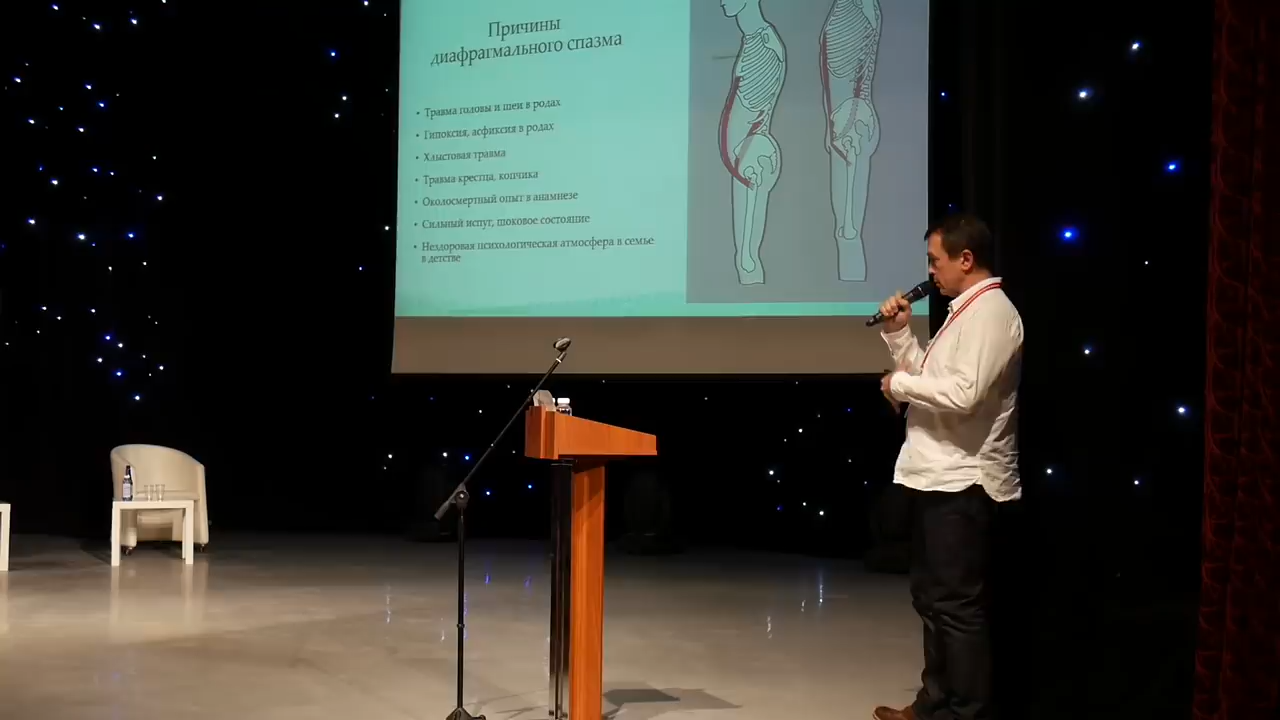 Причины
диафрагмального спазма
• Травма головы и шеи в родах
• Гипоксия, асфиксия в родах
• Хлыстовая травма
• Травма крестца, копчика
• Околосмертный опыт в анамнезе
• Сильный испуг, шоковое состояние
• Нездоровая психологическая атмосфера в семье
в детстве